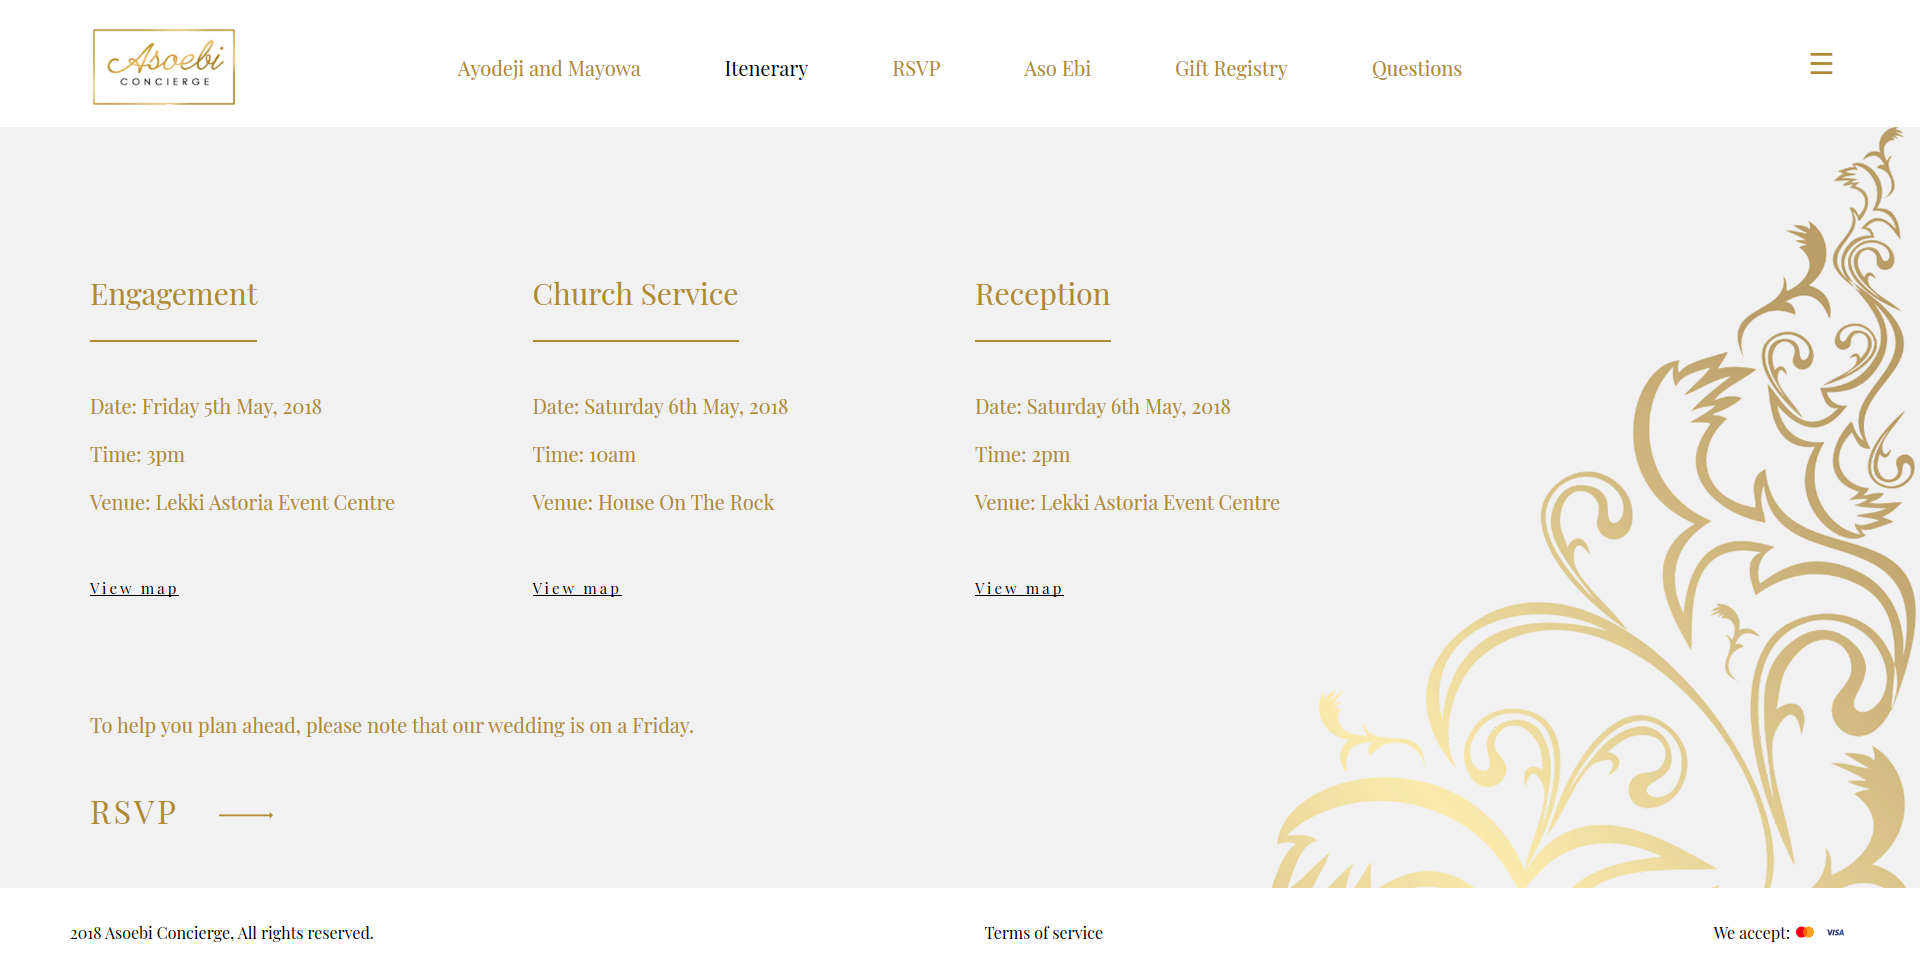 Asoebi
CONCIERGE
Ayodeji and Mayowa
Itenerary
RSVP
Aso Ebi
Gift Registry
Questions
Engagement
Date: Friday 5th May, 2018
Time: 3pm
Venue: Lekki Astoria Event Centre
View map
Church Service
Date: Saturday 6th May, 2018
Time: 10am
Venue: House On The Rock
View map
Reception
Date: Saturday 6th May, 2018
Time: 2pm
Venue: Lekki Astoria Event Centre
View map
To help you plan ahead, please note that our wedding is on a Friday.
RSVP
2018 Asoebi Concierge, All rights reserved.
Terms of service
We accept: VISA